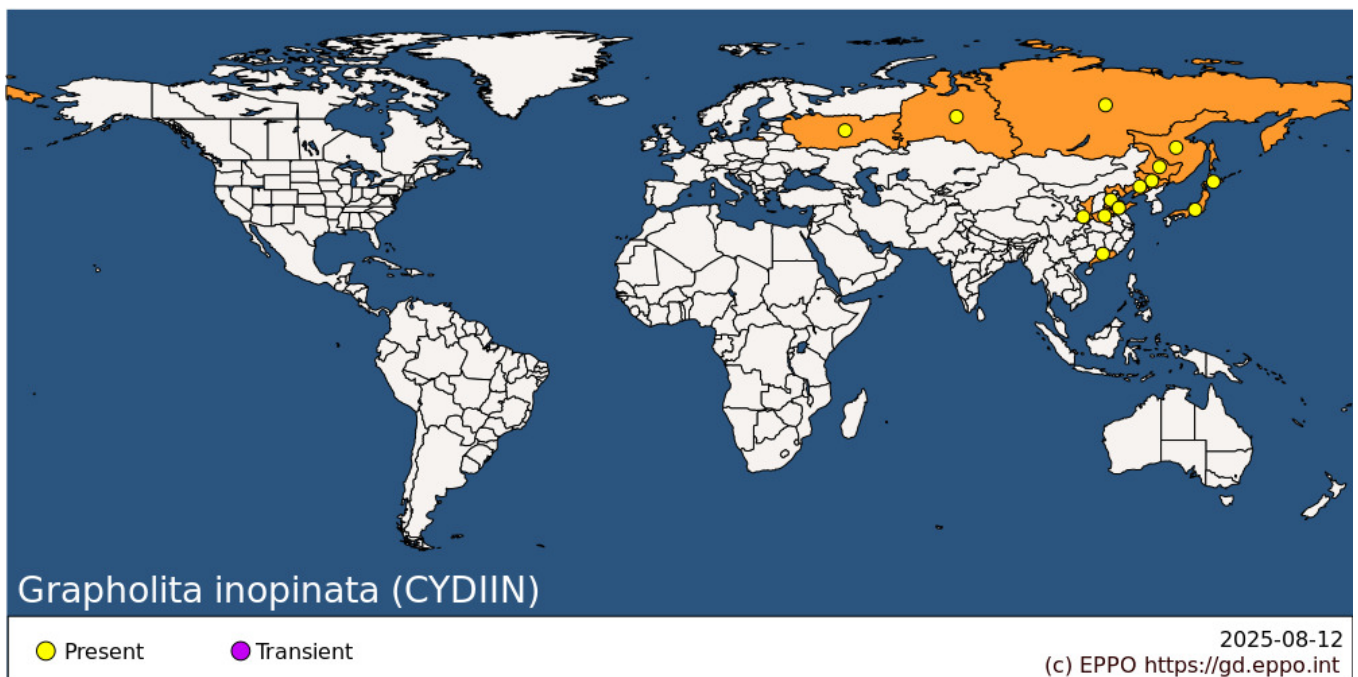 Grapholita inopinata (CYDIIN)
Present
Transient
2025-08-12
(c) EPPO https://gd.eppo.int